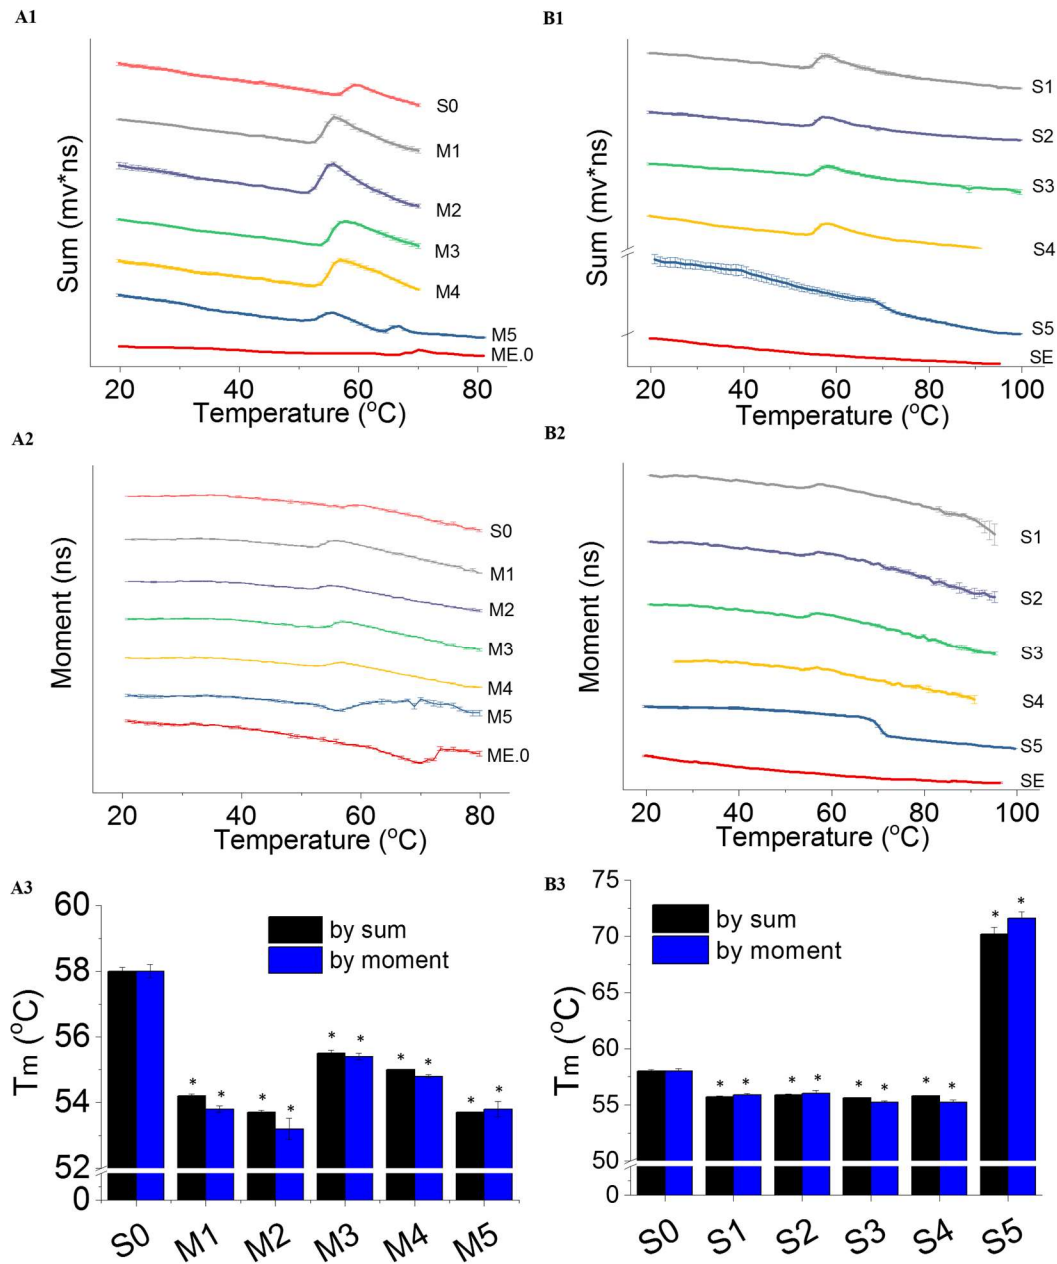 A1
Sum (mv*ns)
S0
M1
M2
M3
M4
M5
ME.0
20 40 60 80
Temperature (°C)
B1
Sum (mv*ns)
S1
S2
S3
S4
S5
SE
20 40 60 80 100
Temperature (°C)
A2
Moment (ns)
S0
M1
M2
M3
M4
M5
ME.0
20 40 60 80
Temperature (°C)
B2
Moment (ns)
S1
S2
S3
S4
S5
SE
20 40 60 80 100
Temperature (°C)
A3
Tm (°C)
60
58
56
54
52
2
0
by sum
by moment
* * * * * * * * * *
S0 M1 M2 M3 M4 M5
B3
Tm (°C)
75
70
65
60
55
50
0
by sum
by moment
* * * * * * * * * *
S0 S1 S2 S3 S4 S5